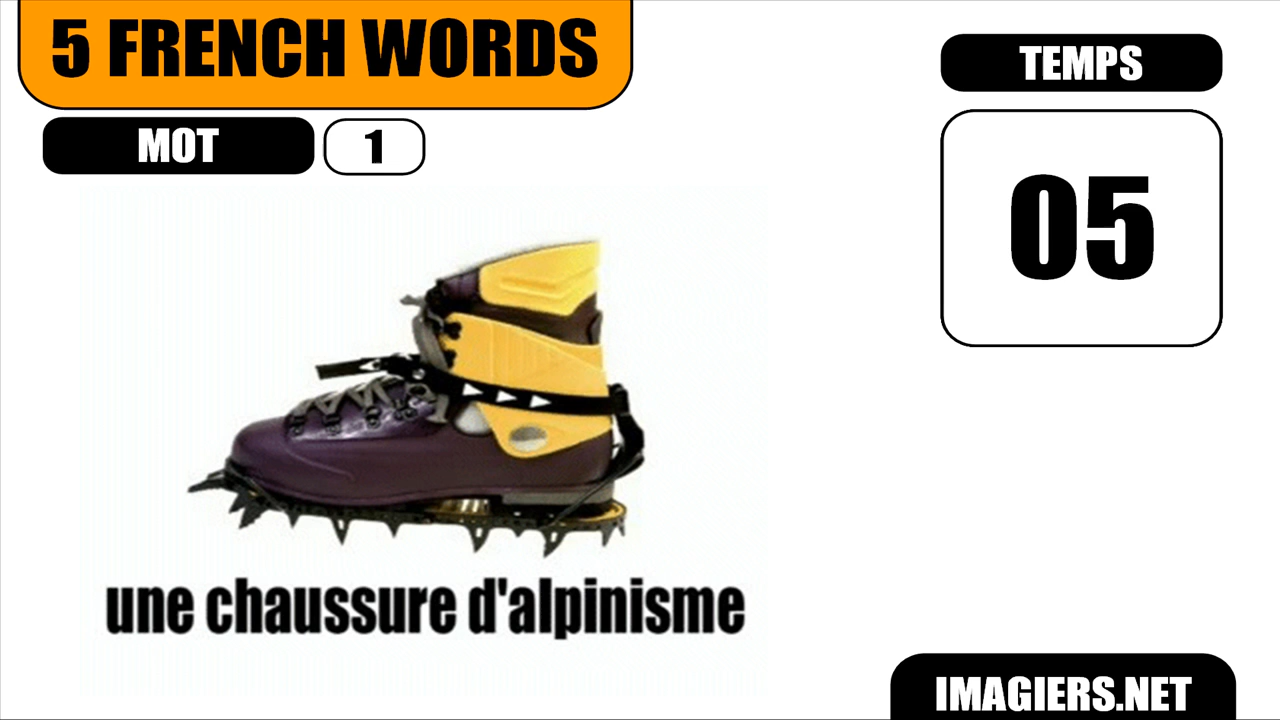 5 FRENCH WORDS
TEMPS
MOT 1
05
une chaussure d'alpinisme
IMAGIERS.NET